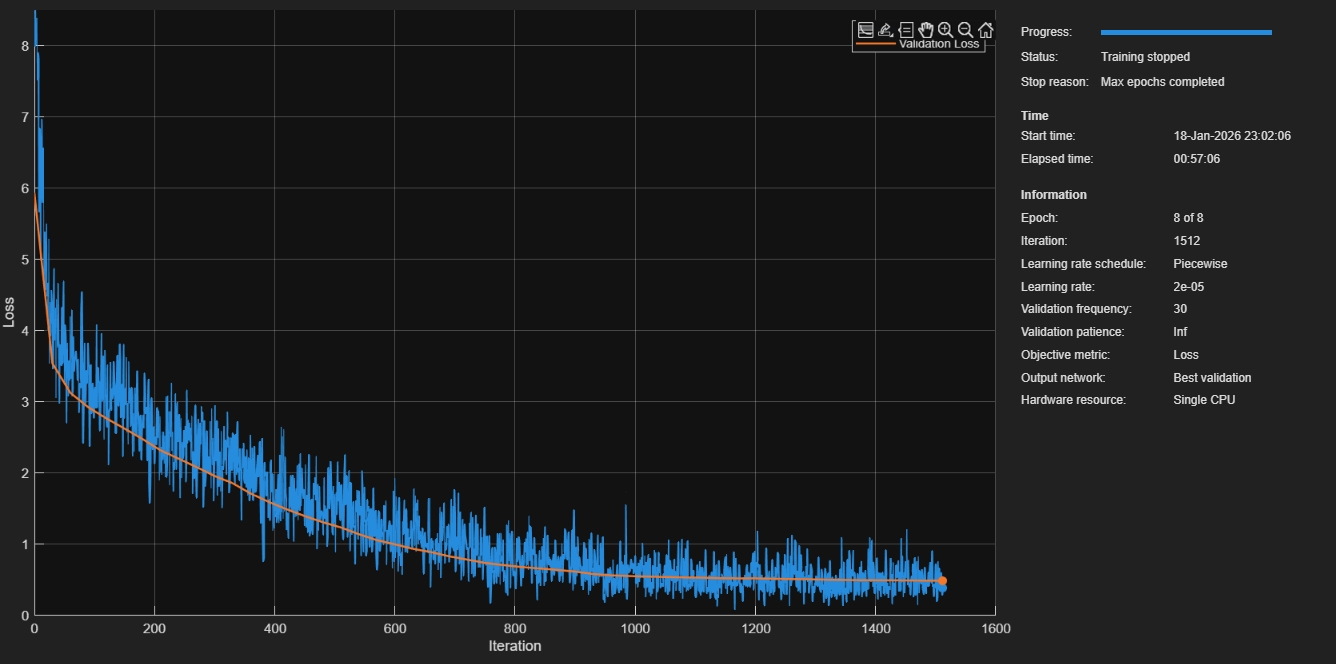 Validation Loss
8
7
6
5
4
3
2
1
0
Loss
0 200 400 600 800 1000 1200 1400 1600
Iteration
Progress:
Status: Training stopped
Stop reason: Max epochs completed
Time
Start time: 18-Jan-2026 23:02:06
Elapsed time: 00:57:06
Information
Epoch: 8 of 8
Iteration: 1512
Learning rate schedule: Piecewise
Learning rate: 2e-05
Validation frequency: 30
Validation patience: Inf
Objective metric: Loss
Output network: Best validation
Hardware resource: Single CPU